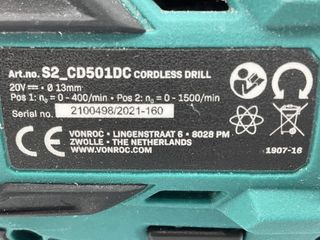 Art.no. S2_CD501DC CORDLESS DRILL
20V ⎓ · Ø 13mm
Pos 1: n₀ = 0-400/min · Pos 2: n₀ = 0-1500/min
Serial no. 2100498/2021-160
CE
VONROC · LINGENSTRAAT 6 · 8028 PM
ZWOLLE - THE NETHERLANDS
WWW.VONROC.COM
1907-16